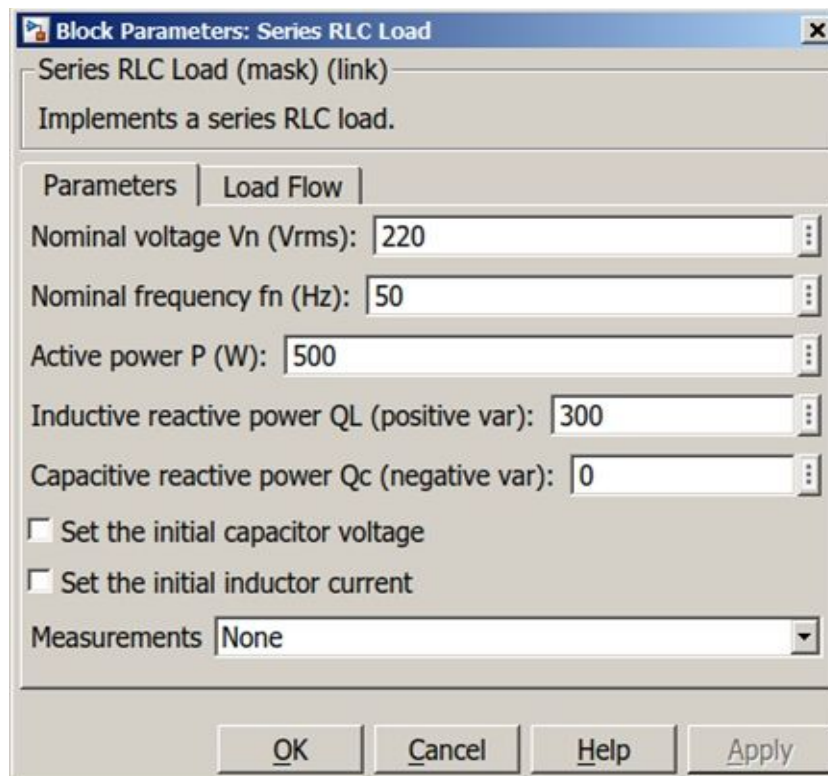 Block Parameters: Series RLC Load
Series RLC Load (mask) (link)
Implements a series RLC load.
Parameters Load Flow
Nominal voltage Vn (Vrms): 220
Nominal frequency fn (Hz): 50
Active power P (W): 500
Inductive reactive power QL (positive var): 300
Capacitive reactive power Qc (negative var): 0
Set the initial capacitor voltage
Set the initial inductor current
Measurements None
OK Cancel Help Apply